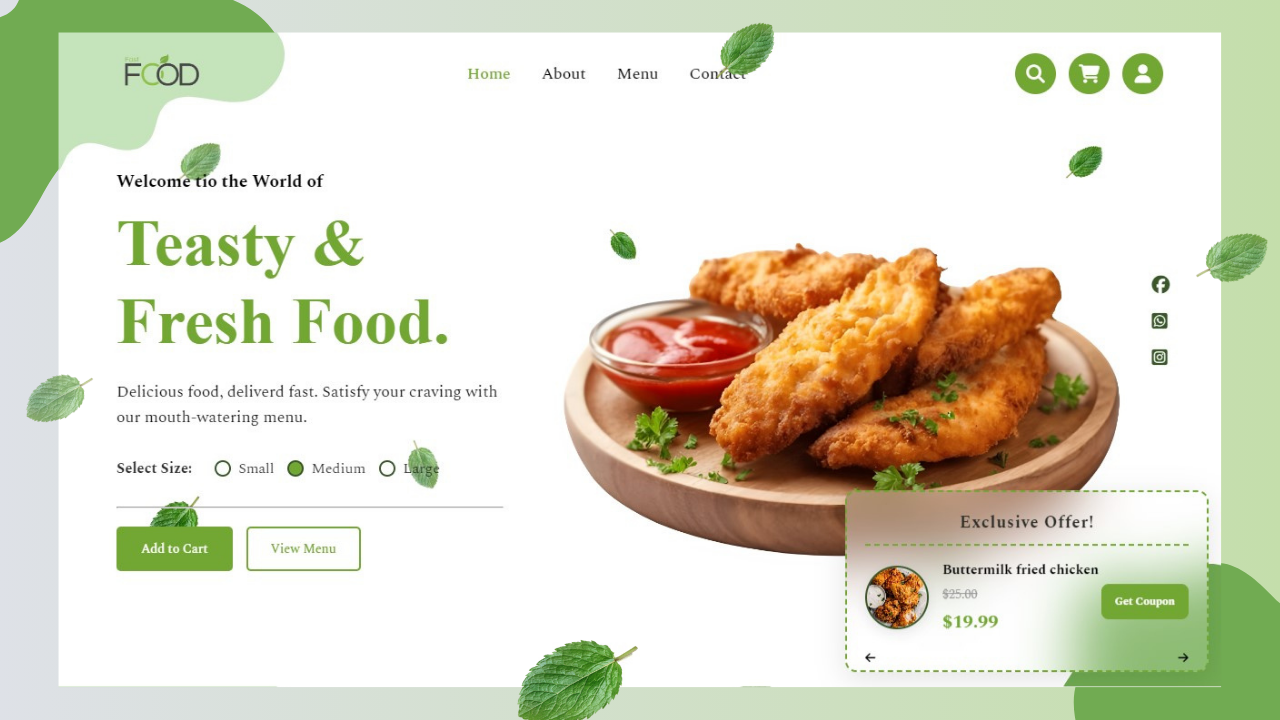 FOOD
Home About Menu Contact
Welcome tio the World of
Teasty &
Fresh Food.
Delicious food, deliverd fast. Satisfy your craving with
our mouth-watering menu.
Select Size: Small Medium Large
Add to Cart View Menu
Exclusive Offer!
Buttermilk fried chicken
$25.00
$19.99
Get Coupon